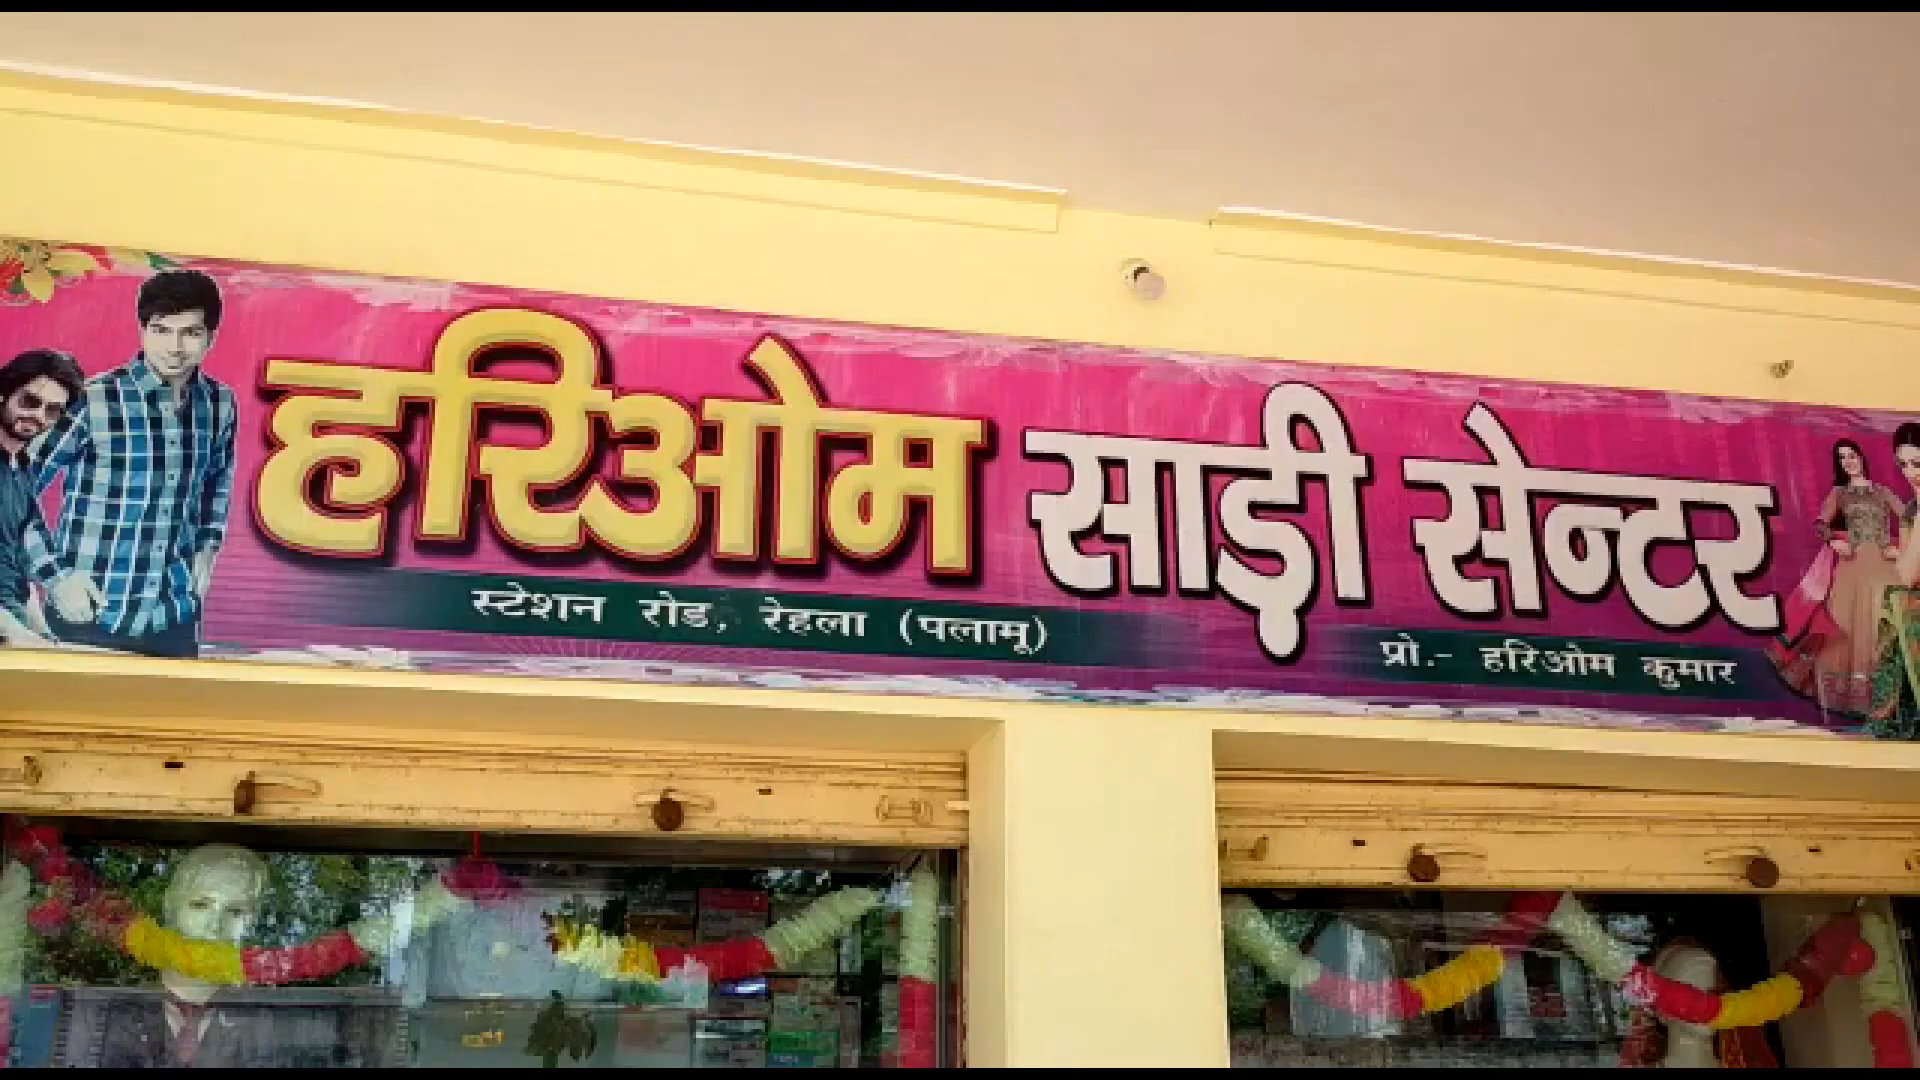 हरिओम साड़ी सेन्टर
स्टेशन रोड, रेहला (पलामू)
प्रो.- हरिओम कुमार